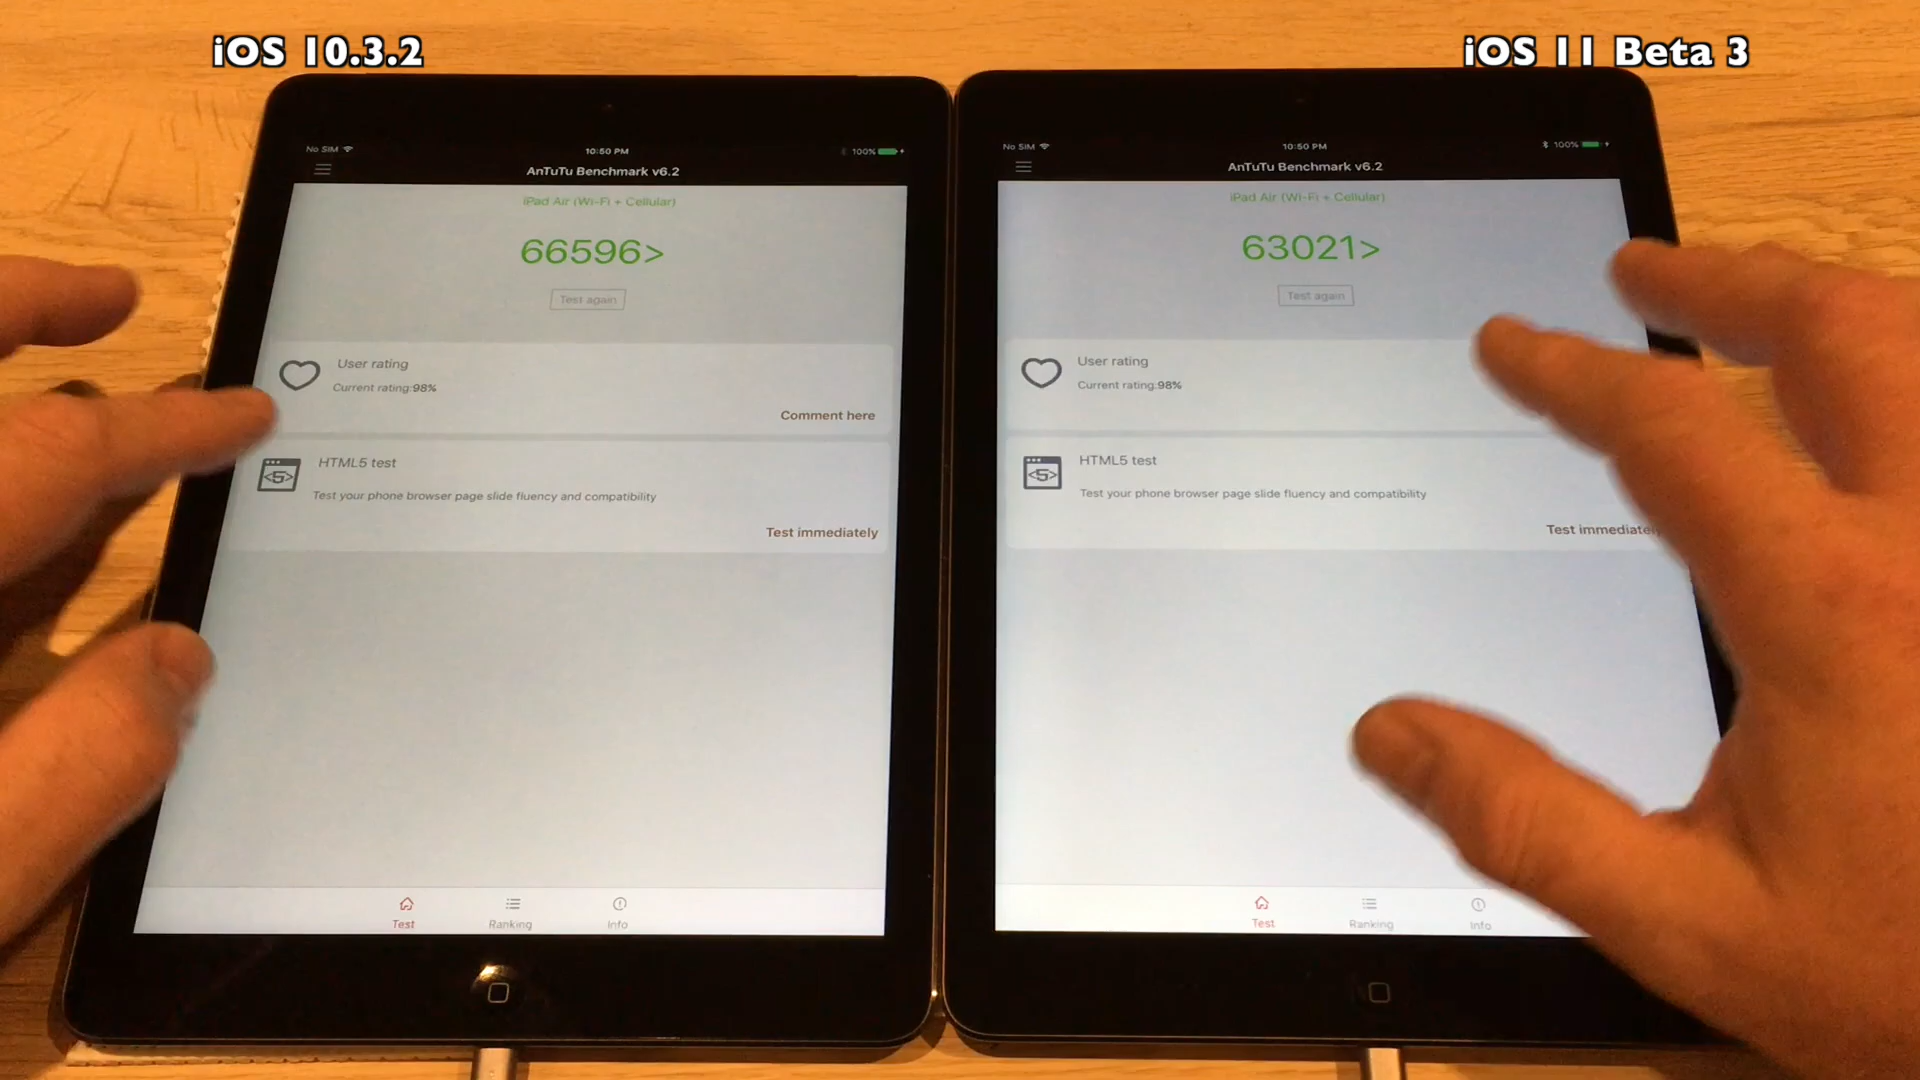 iOS 10.3.2
iOS 11 Beta 3
No SIM
10:50 PM
100%
AnTuTu Benchmark v6.2
iPad Air (Wi-Fi + Cellular)
66596>
Test again
User rating
Current rating:98%
Comment here
HTML5 test
<5>
Test your phone browser page slide fluency and compatibility
Test immediately
Test
Ranking
Info
No SIM
10:50 PM
100%
AnTuTu Benchmark v6.2
iPad Air (Wi-Fi + Cellular)
63021>
Test again
User rating
Current rating:98%
HTML5 test
<5>
Test your phone browser page slide fluency and compatibility
Test immediately
Test
Ranking
Info